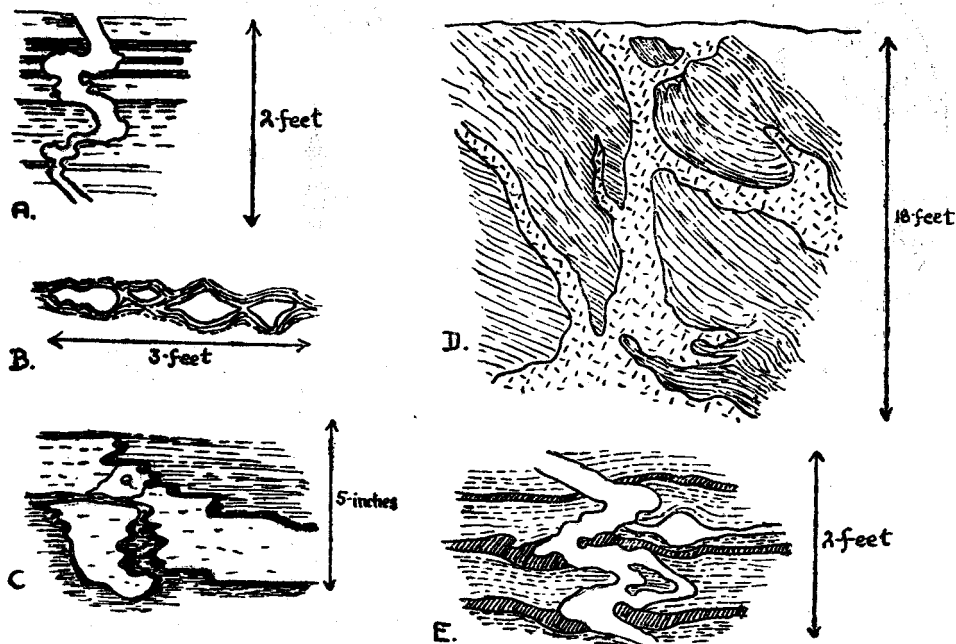 2-feet
A.
3-feet
B.
a
5-inches
C
18-feet
D.
2-feet
E.